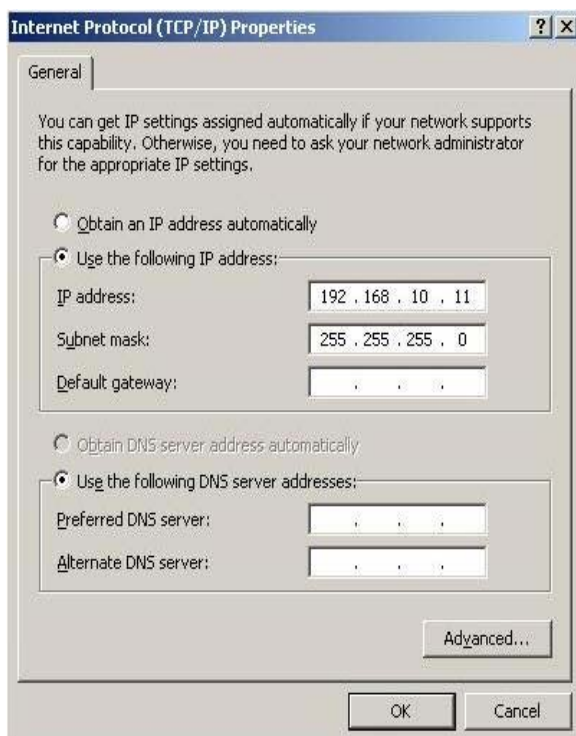 Internet Protocol (TCP/IP) Properties
General
You can get IP settings assigned automatically if your network supports
this capability. Otherwise, you need to ask your network administrator
for the appropriate IP settings.
Obtain an IP address automatically
Use the following IP address:
IP address: 192 . 168 . 10 . 11
Subnet mask: 255 . 255 . 255 . 0
Default gateway: . . .
Obtain DNS server address automatically
Use the following DNS server addresses:
Preferred DNS server: . . .
Alternate DNS server: . . .
Advanced...
OK Cancel